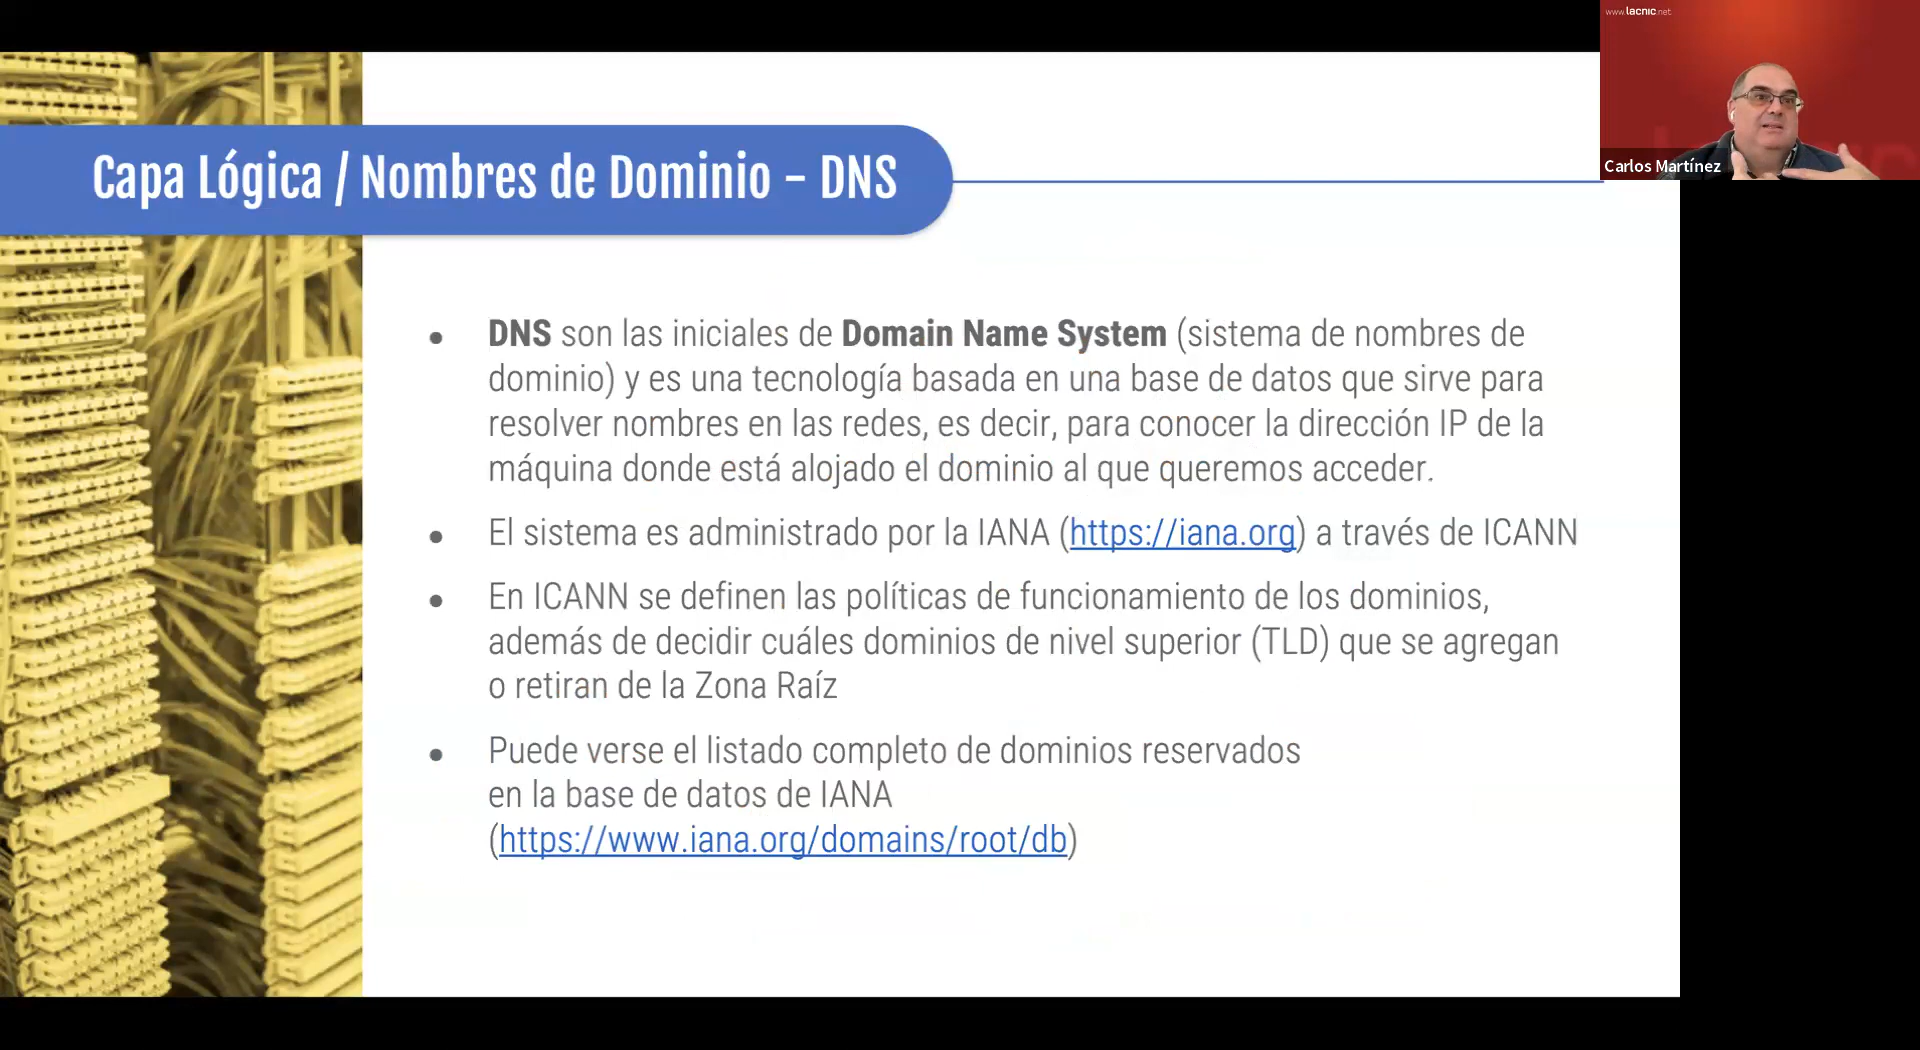 www.lacnic.net
Carlos Martínez
Capa Lógica / Nombres de Dominio – DNS
● DNS son las iniciales de Domain Name System (sistema de nombres de
dominio) y es una tecnología basada en una base de datos que sirve para
resolver nombres en las redes, es decir, para conocer la dirección IP de la
máquina donde está alojado el dominio al que queremos acceder.
● El sistema es administrado por la IANA (https://iana.org) a través de ICANN
● En ICANN se definen las políticas de funcionamiento de los dominios,
además de decidir cuáles dominios de nivel superior (TLD) que se agregan
o retiran de la Zona Raíz
● Puede verse el listado completo de dominios reservados
en la base de datos de IANA
(https://www.iana.org/domains/root/db)